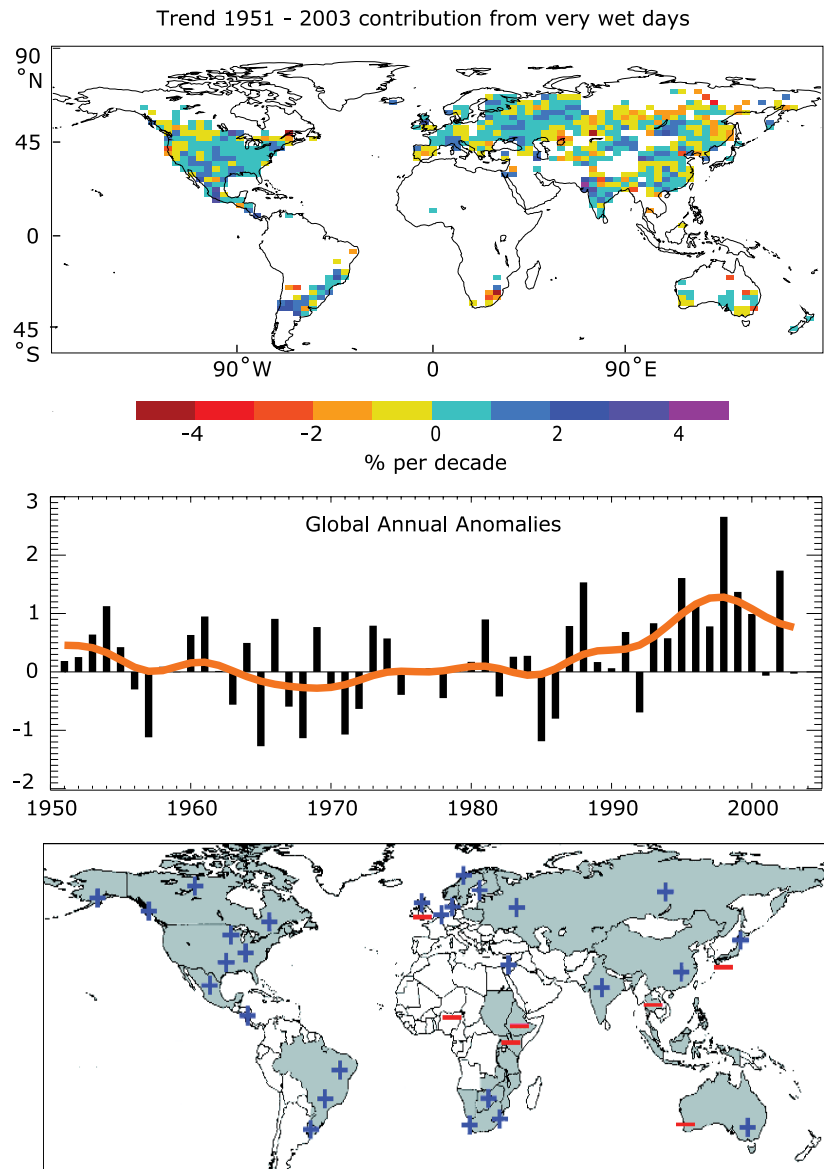 Trend 1951 - 2003 contribution from very wet days
90
°N
45
0
45
°S
90°W 0 90°E
-4 -2 0 2 4
% per decade
3
Global Annual Anomalies
2
1
0
-1
-2
1950 1960 1970 1980 1990 2000